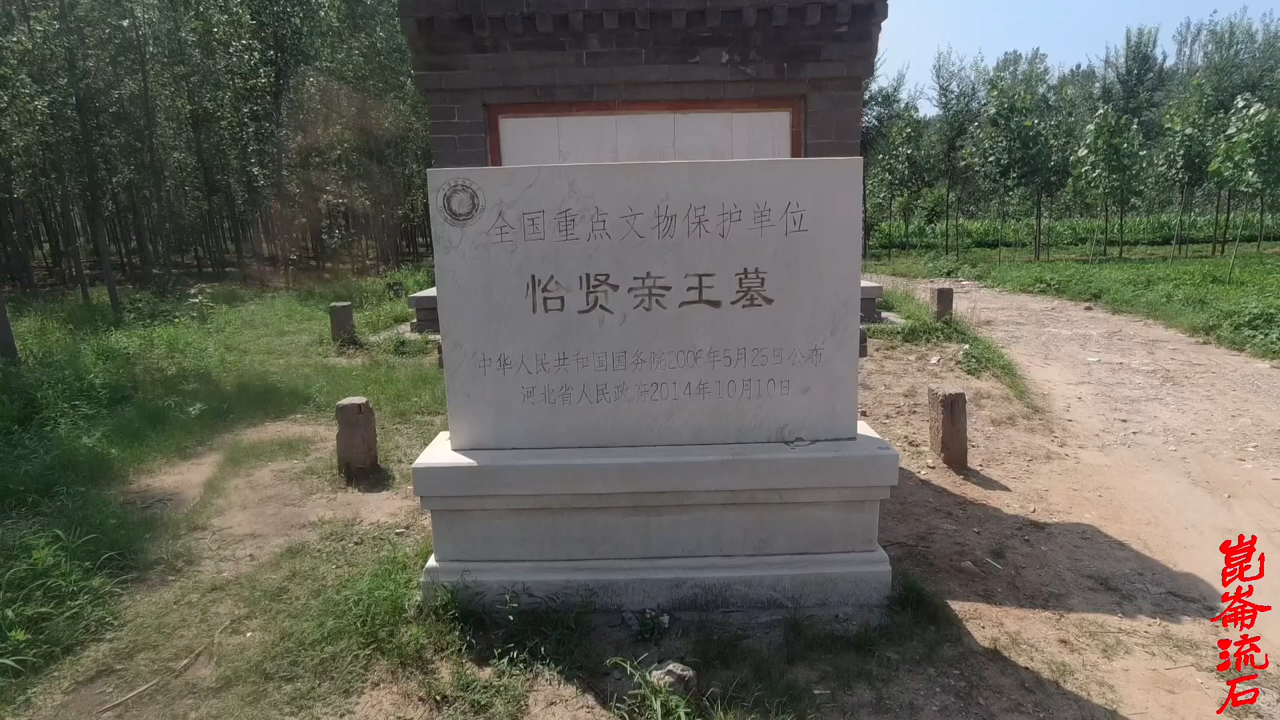 全国重点文物保护单位
怡贤亲王墓
中华人民共和国国务院2006年5月25日公布
河北省人民政府2014年10月10日
崑崙流石